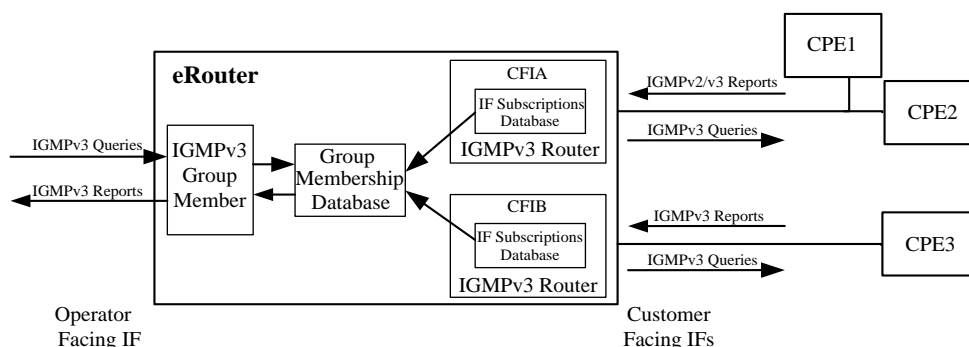 CPE1
eRouter
CFIA
IGMPv2/v3 Reports
IF Subscriptions
Database
CPE2
IGMPv3 Queries
IGMPv3
Group
Member
Group
Membership
Database
IGMPv3 Router
IGMPv3 Queries
IGMPv3 Reports
CFIB
IGMPv3 Reports
IF Subscriptions
Database
CPE3
IGMPv3 Router
IGMPv3 Queries
Operator
Facing IF
Customer
Facing IFs